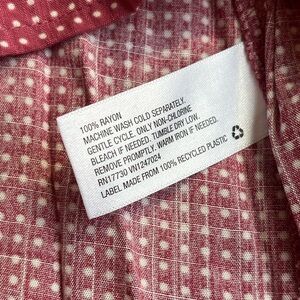 100% RAYON
MACHINE WASH COLD SEPARATELY.
GENTLE CYCLE. ONLY NON-CHLORINE
BLEACH IF NEEDED. TUMBLE DRY LOW.
REMOVE PROMPTLY. WARM IRON IF NEEDED.
RN17730 VN1247024
LABEL MADE FROM 100% RECYCLED PLASTIC